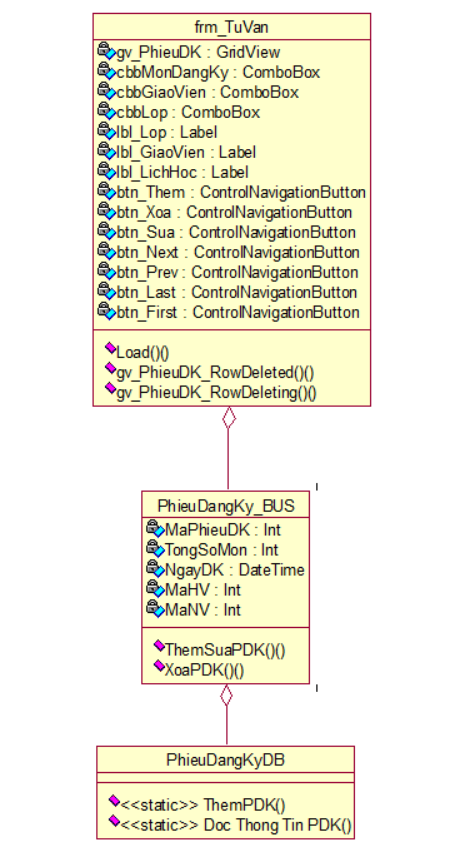 frm_TuVan
gv_PhieuDK : GridView
cbbMonDangKy : ComboBox
cbbGiaoVien : ComboBox
cbbLop : ComboBox
lbl_Lop : Label
lbl_GiaoVien : Label
lbl_LichHoc : Label
btn_Them : ControlNavigationButton
btn_Xoa : ControlNavigationButton
btn_Sua : ControlNavigationButton
btn_Next : ControlNavigationButton
btn_Prev : ControlNavigationButton
btn_Last : ControlNavigationButton
btn_First : ControlNavigationButton
Load()()
gv_PhieuDK_RowDeleted()()
gv_PhieuDK_RowDeleting()()
PhieuDangKy_BUS
MaPhieuDK : Int
TongSoMon : Int
NgayDK : DateTime
MaHV : Int
MaNV : Int
ThemSuaPDK()()
XoaPDK()()
PhieuDangKyDB
<<static>> ThemPDK()
<<static>> Doc Thong Tin PDK()